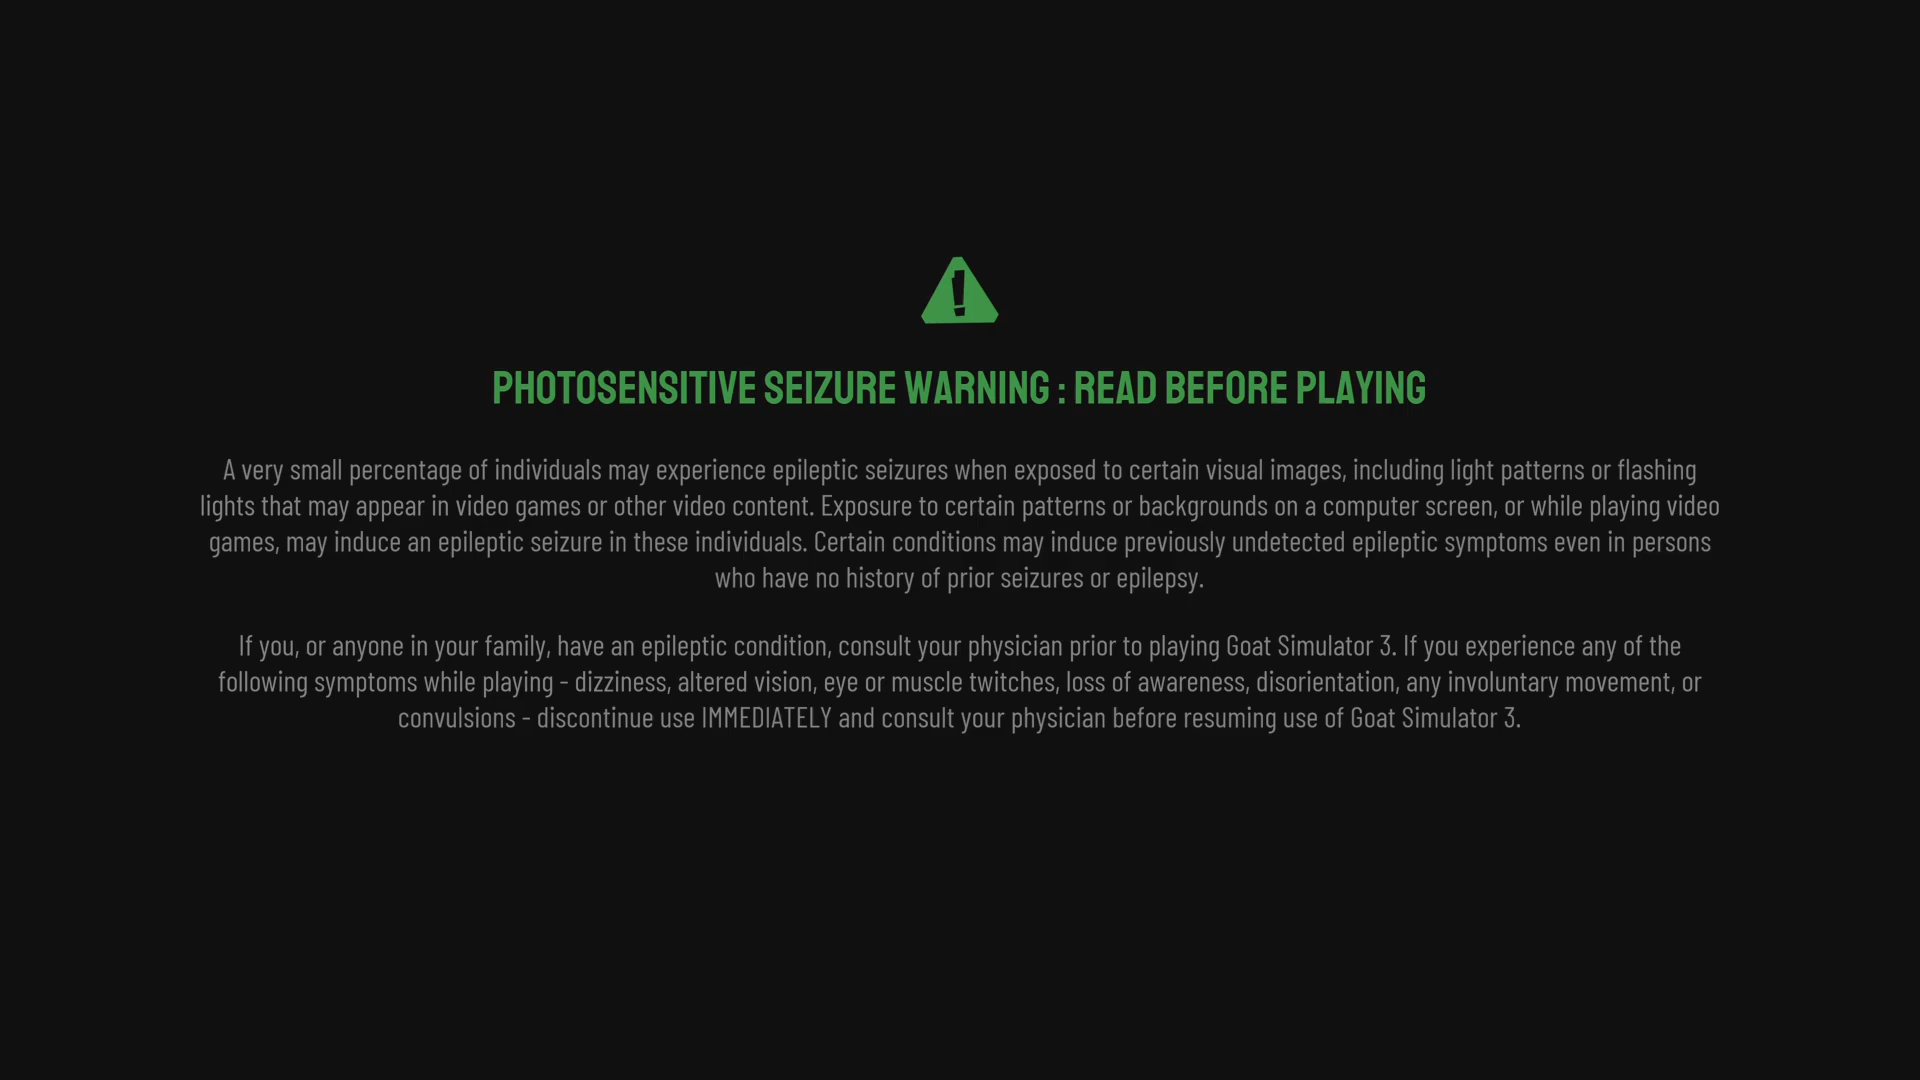 PHOTOSENSITIVE SEIZURE WARNING : READ BEFORE PLAYING
A very small percentage of individuals may experience epileptic seizures when exposed to certain visual images, including light patterns or flashing
lights that may appear in video games or other video content. Exposure to certain patterns or backgrounds on a computer screen, or while playing video
games, may induce an epileptic seizure in these individuals. Certain conditions may induce previously undetected epileptic symptoms even in persons
who have no history of prior seizures or epilepsy.
If you, or anyone in your family, have an epileptic condition, consult your physician prior to playing Goat Simulator 3. If you experience any of the
following symptoms while playing - dizziness, altered vision, eye or muscle twitches, loss of awareness, disorientation, any involuntary movement, or
convulsions - discontinue use IMMEDIATELY and consult your physician before resuming use of Goat Simulator 3.